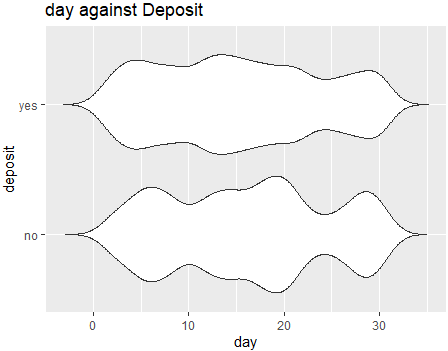 day against Deposit
yes
deposit
no
0 10 20 30
day